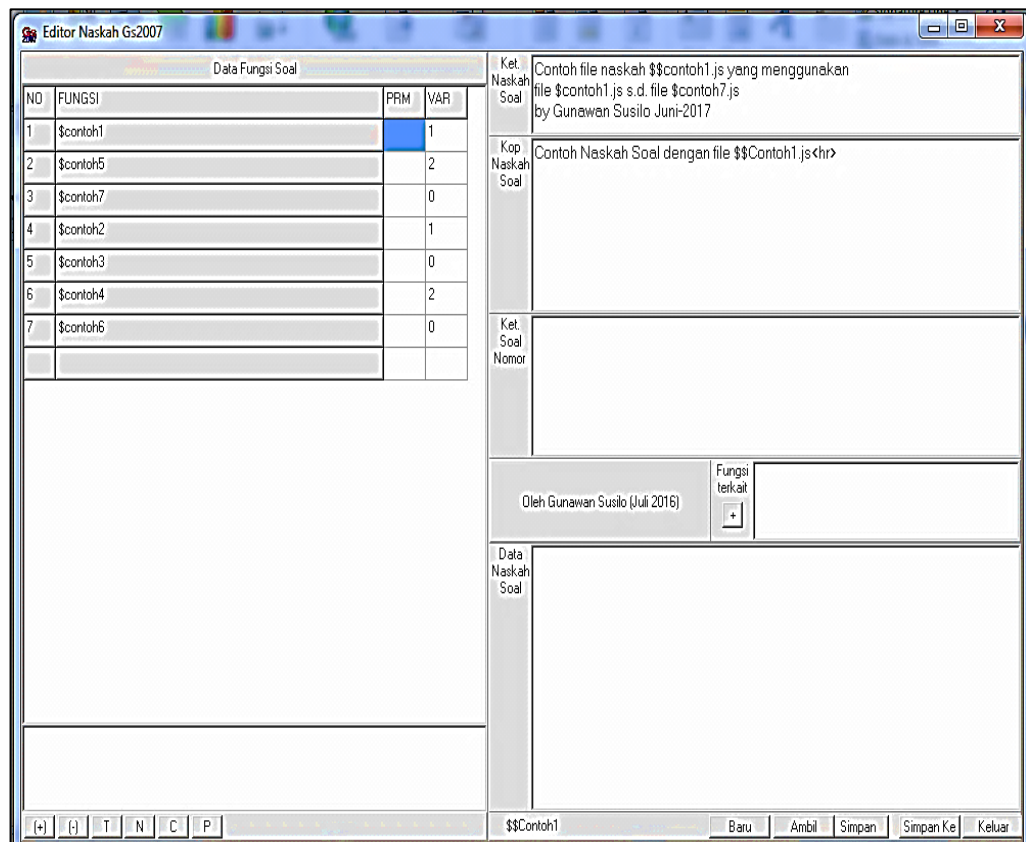 Editor Naskah Gs2007
Data Fungsi Soal
NO FUNGSI PRM VAR
1 $contoh1 1
2 $contoh5 2
3 $contoh7 0
4 $contoh2 1
5 $contoh3 0
6 $contoh4 2
7 $contoh6 0
(+) (-) T N C P
Ket.
Naskah
Soal
Contoh file naskah $$contoh1.js yang menggunakan
file $contoh1.js s.d. file $contoh7.js
by Gunawan Susilo Juni-2017
Kop
Naskah
Soal
Contoh Naskah Soal dengan file $$Contoh1.js<hr>
Ket.
Soal
Nomor
Oleh Gunawan Susilo (Juli 2016)
Fungsi
terkait
+
Data
Naskah
Soal
$$Contoh1 Baru Ambil Simpan Simpan Ke Keluar